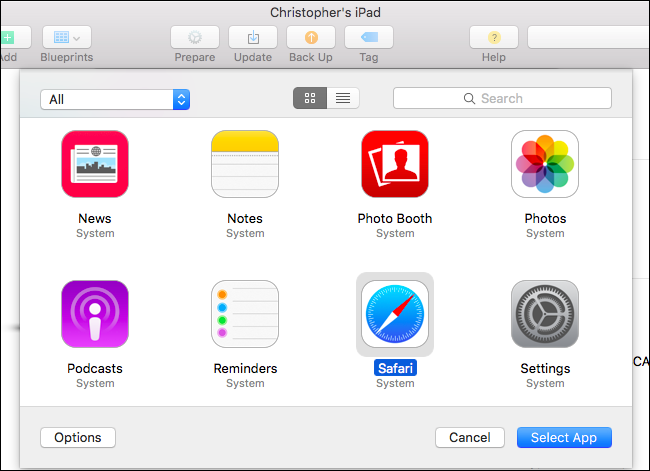 Christopher's iPad
Add
Blueprints
Prepare
Update
Back Up
Tag
Help
All
Search
News
System
Notes
System
Photo Booth
System
Photos
System
Podcasts
System
Reminders
System
Safari
System
Settings
System
CA
Options
Cancel
Select App